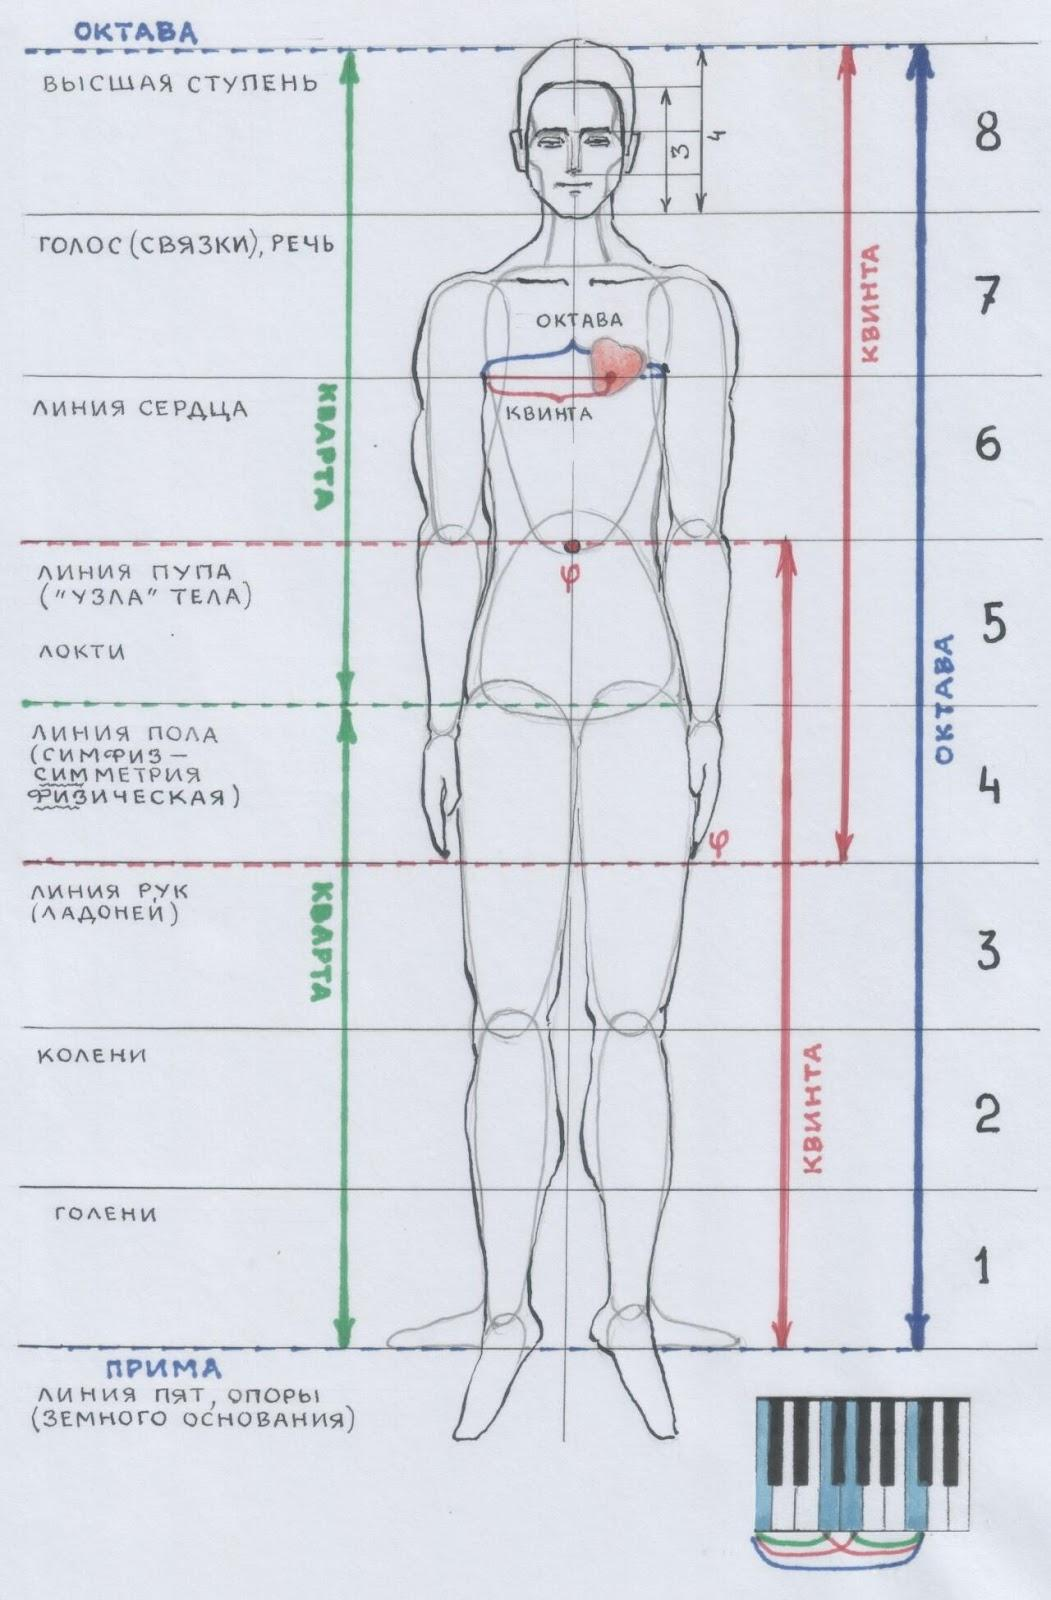 ОКТАВА
ВЫСШАЯ СТУПЕНЬ
8
3
4
ГОЛОС (СВЯЗКИ), РЕЧЬ
7
КВИНТА
ОКТАВА
ЛИНИЯ СЕРДЦА
КВИНТА
6
КВАРТА
ЛИНИЯ ПУПА
("УЗЛА" ТЕЛА)
φ
5
ЛОКТИ
ОКТАВА
ЛИНИЯ ПОЛА
(СИМФИЗ –
СИММЕТРИЯ
ФИЗИЧЕСКАЯ)
4
φ
ЛИНИЯ РУК
(ЛАДОНЕЙ)
КВАРТА
3
КОЛЕНИ
КВИНТА
2
ГОЛЕНИ
1
ПРИМА
ЛИНИЯ ПЯТ, ОПОРЫ
(ЗЕМНОГО ОСНОВАНИЯ)